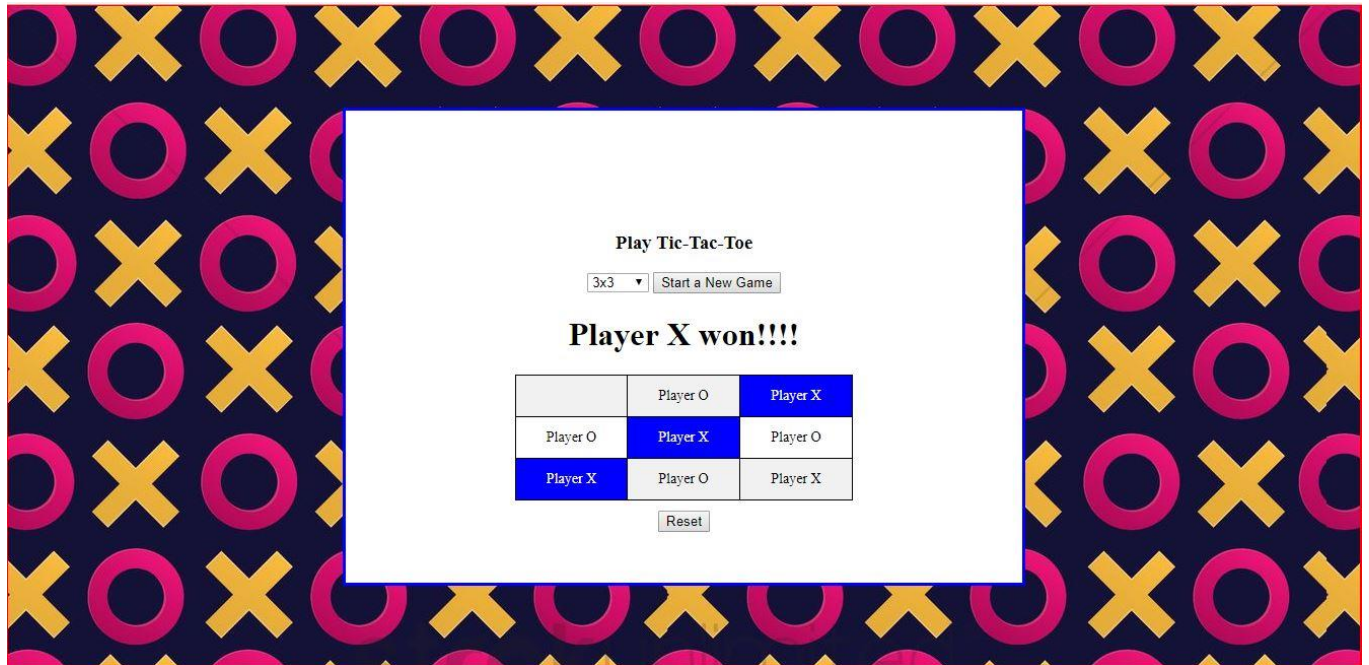 Play Tic-Tac-Toe
3x3 Start a New Game
Player X won!!!!
Player O Player X
Player O Player X Player O
Player X Player O Player X
Reset